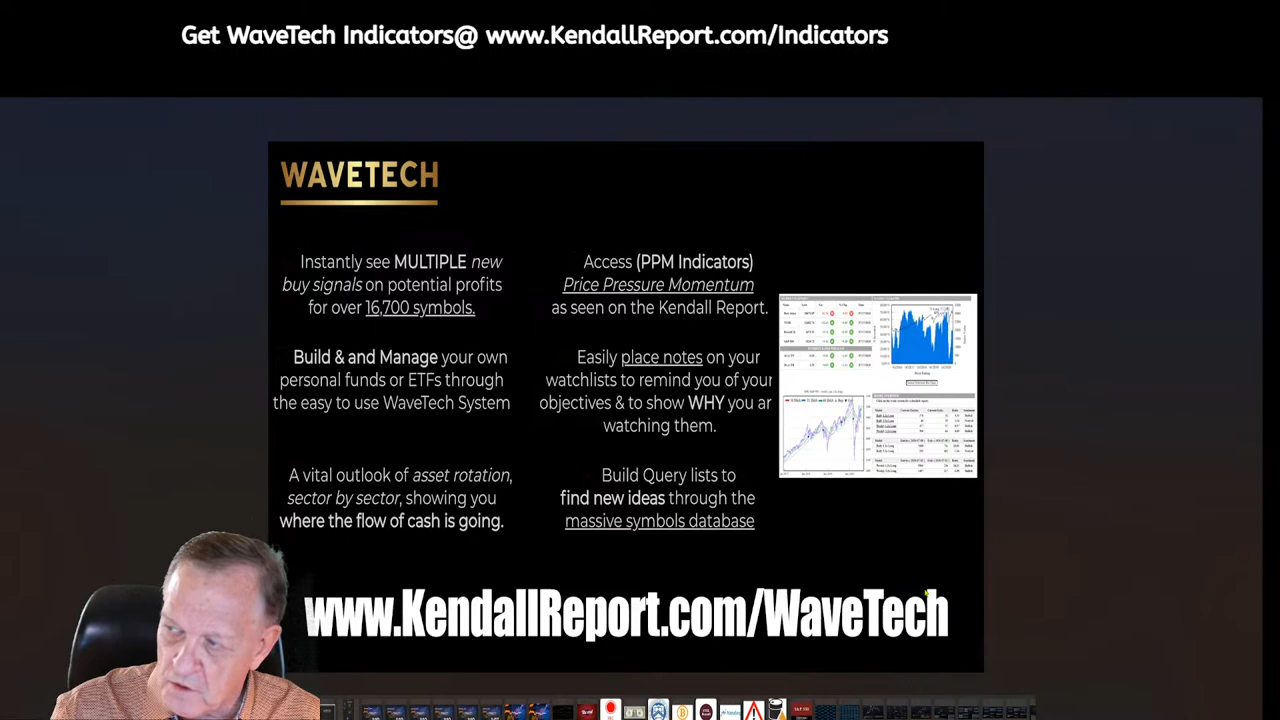 Get WaveTech Indicators@ www.KendallReport.com/Indicators
WAVETECH
Instantly see MULTIPLE new
buy signals on potential profits
for over 16,700 symbols.
Build & and Manage your own
personal funds or ETFs through
the easy to use WaveTech System
A vital outlook of asset rotation,
sector by sector, showing you
where the flow of cash is going.
Access (PPM Indicators)
Price Pressure Momentum
as seen on the Kendall Report.
Easily place notes on your
watchlists to remind you of your
objectives & to show WHY you ar
watching them.
Build Query lists to
find new ideas through the
massive symbols database
www.KendallReport.com/WaveTech